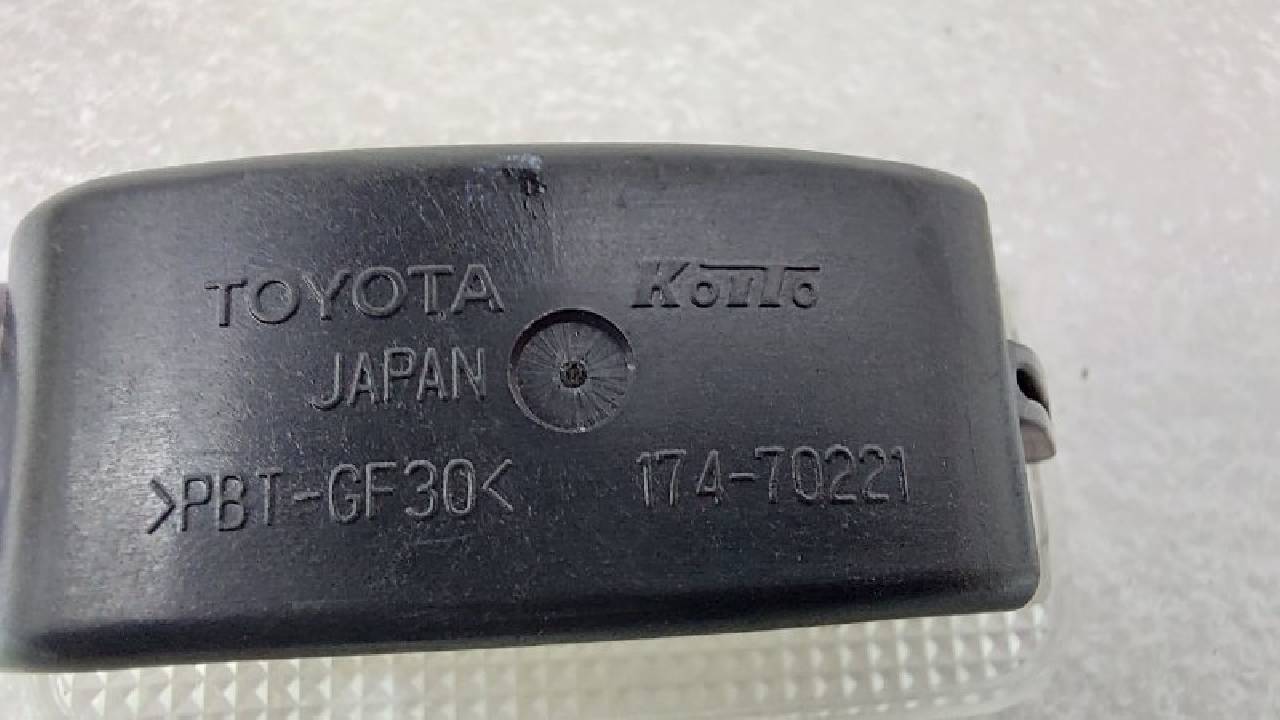 TOYOTA KOITO
JAPAN
>PBT-GF30< 174-70221